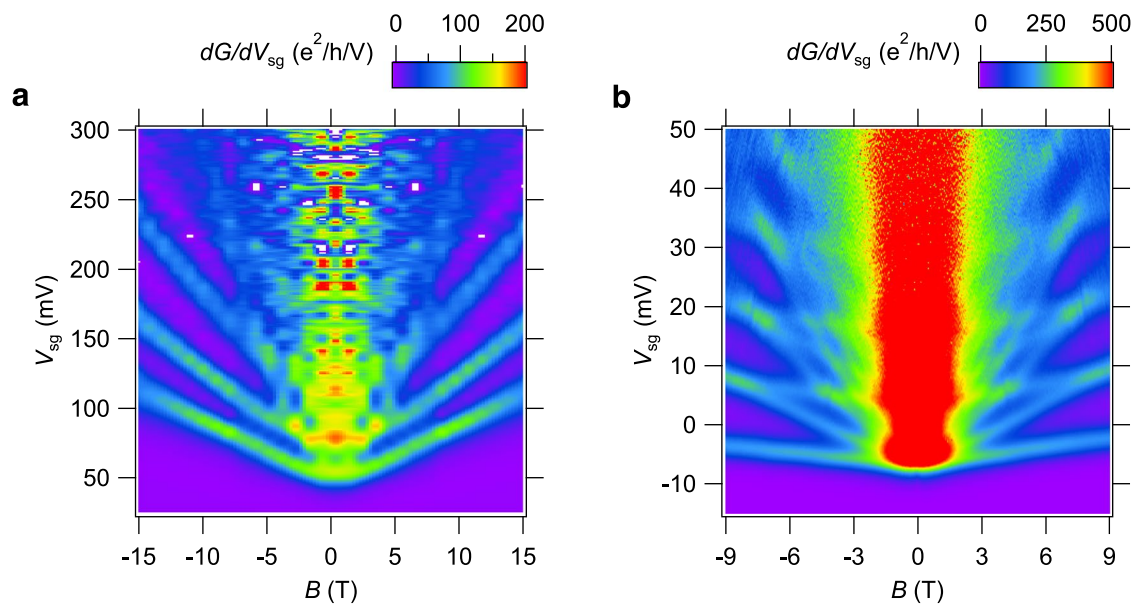 0 100 200
dG/dVsg (e²/h/V)
a
300
250
200
150
100
50
Vsg (mV)
-15 -10 -5 0 5 10 15
B (T)
0 250 500
dG/dVsg (e²/h/V)
b
50
40
30
20
10
0
-10
Vsg (mV)
-9 -6 -3 0 3 6 9
B (T)